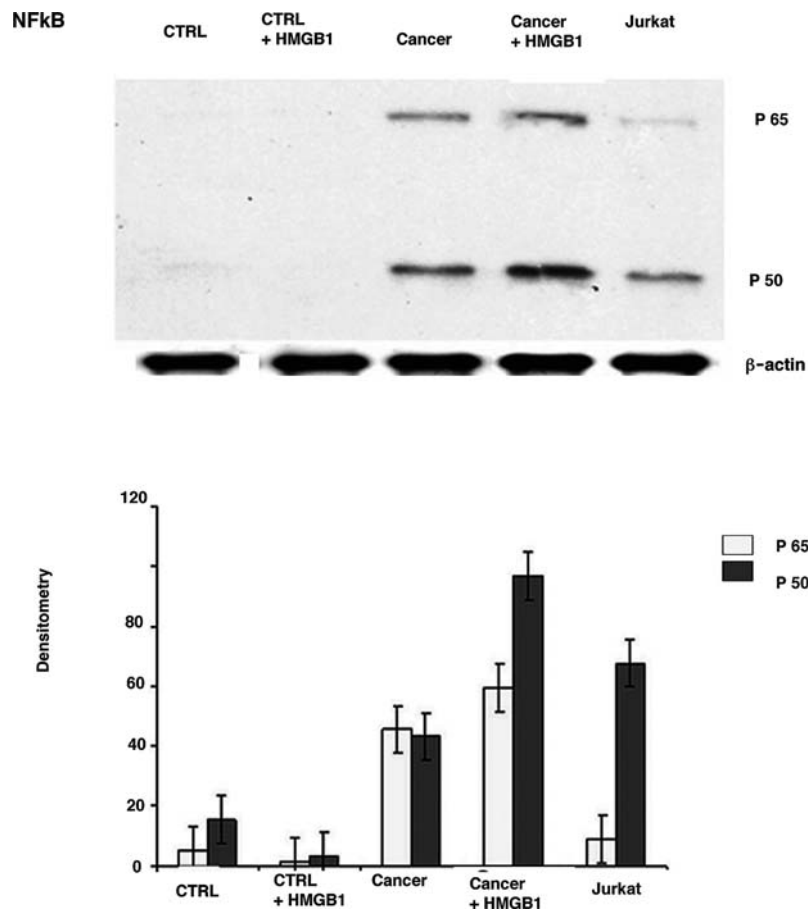 NFkB
CTRL
CTRL
+ HMGB1
Cancer
Cancer
+ HMGB1
Jurkat
P 65
P 50
β-actin
120
80
60
40
20
0
Densitometry
P 65
P 50
CTRL
CTRL
+ HMGB1
Cancer
Cancer
+ HMGB1
Jurkat